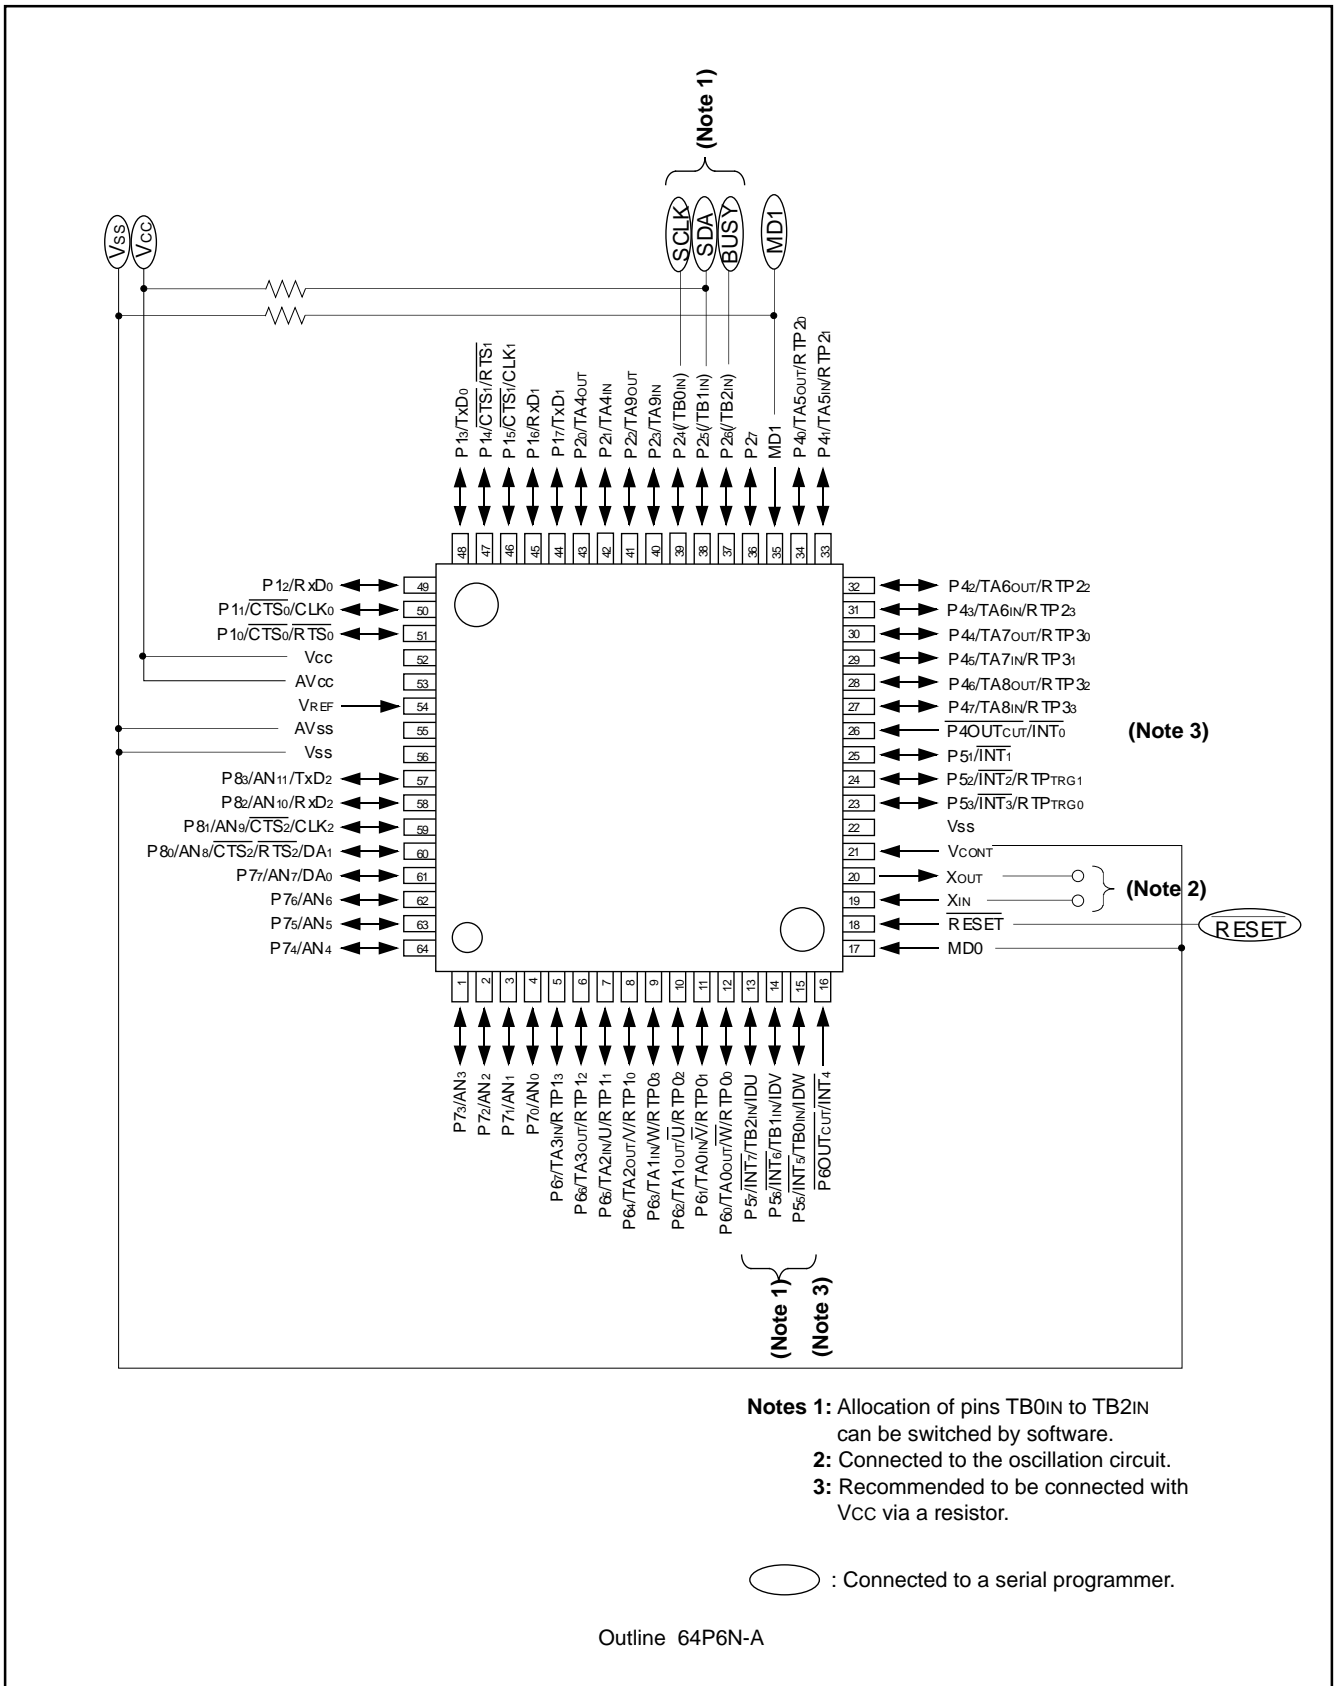 (Note 1)
Vss
Vcc
SCLK
SDA
BUSY
MD1
P13/TxD0
P14/CTS1/RTS1
P15/CTS1/CLK1
P16/RxD1
P17/TxD1
P20/TA4OUT
P21/TA4IN
P22/TA9OUT
P23/TA9IN
P24(/TB0IN)
P25(/TB1IN)
P26(/TB2IN)
P27
MD1
P40/TA5OUT/RTP20
P41/TA5IN/RTP21
48 47 46 45 44 43 42 41 40 39 38 37 36 35 34 33
P12/RxD0 49
P11/CTS0/CLK0 50
P10/CTS0/RTS0 51
Vcc 52
AVcc 53
VREF 54
AVss 55
Vss 56
P83/AN11/TxD2 57
P82/AN10/RxD2 58
P81/AN9/CTS2/CLK2 59
P80/AN8/CTS2/RTS2/DA1 60
P77/AN7/DA0 61
P76/AN6 62
P75/AN5 63
P74/AN4 64
32 P42/TA6OUT/RTP22
31 P43/TA6IN/RTP23
30 P44/TA7OUT/RTP30
29 P45/TA7IN/RTP31
28 P46/TA8OUT/RTP32
27 P47/TA8IN/RTP33
26 P4OUTCUT/INT0 (Note 3)
25 P51/INT1
24 P52/INT2/RTPTRG1
23 P53/INT3/RTPTRG0
22 Vss
21 VCONT
20 XOUT
19 XIN
(Note 2)
18 RESET
RESET
17 MD0
1 2 3 4 5 6 7 8 9 10 11 12 13 14 15 16
P73/AN3
P72/AN2
P71/AN1
P70/AN0
P67/TA3IN/RTP13
P66/TA3OUT/RTP12
P65/TA2IN/U/RTP11
P64/TA2OUT/V/RTP10
P63/TA1IN/W/RTP03
P62/TA1OUT/U/RTP02
P61/TA0IN/V/RTP01
P60/TA0OUT/W/RTP00
P57/INT7/TB2IN/IDU
P56/INT6/TB1IN/IDV
P55/INT5/TB0IN/IDW
P6OUTCUT/INT4
(Note 1)
(Note 3)
Notes 1: Allocation of pins TB0IN to TB2IN
can be switched by software.
2: Connected to the oscillation circuit.
3: Recommended to be connected with
VCC via a resistor.
: Connected to a serial programmer.
Outline 64P6N-A